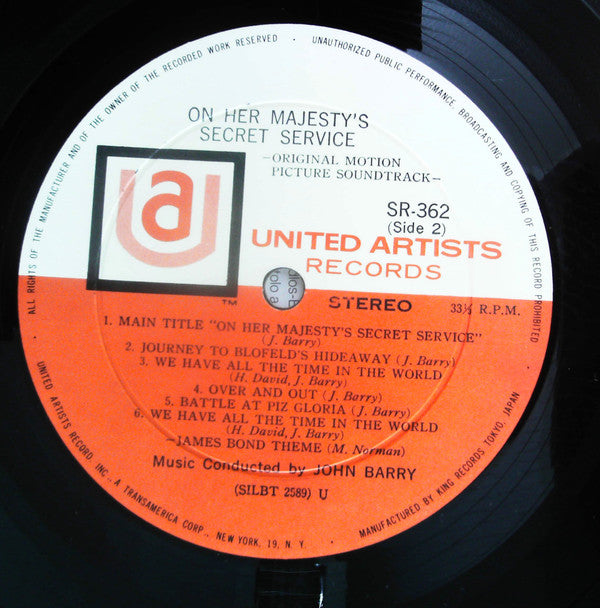 ALL RIGHTS OF THE MANUFACTURER AND OF THE OWNER OF THE RECORDED WORK RESERVED · UNAUTHORIZED PUBLIC PERFORMANCE, BROADCASTING AND COPYING OF THIS RECORD PROHIBITED
ON HER MAJESTY'S
SECRET SERVICE
–ORIGINAL MOTION
PICTURE SOUNDTRACK–
ua
SR-362
(Side 2)
UNITED ARTISTS
RECORDS
TM
STEREO 33⅓ R.P.M.
1. MAIN TITLE "ON HER MAJESTY'S SECRET SERVICE"
(J. Barry)
2. JOURNEY TO BLOFELD'S HIDEAWAY (J. Barry)
3. WE HAVE ALL THE TIME IN THE WORLD
(H. David, J. Barry)
4. OVER AND OUT (J. Barry)
5. BATTLE AT PIZ GLORIA (J. Barry)
6. WE HAVE ALL THE TIME IN THE WORLD
(H. David, J. Barry)
–JAMES BOND THEME (M. Norman)
Music Conducted by JOHN BARRY
(SILBT 2589) U
UNITED ARTISTS RECORD, INC., A TRANSAMERICA CORP., NEW YORK, 19, N. Y. · MANUFACTURED BY KING RECORDS TOKYO, JAPAN